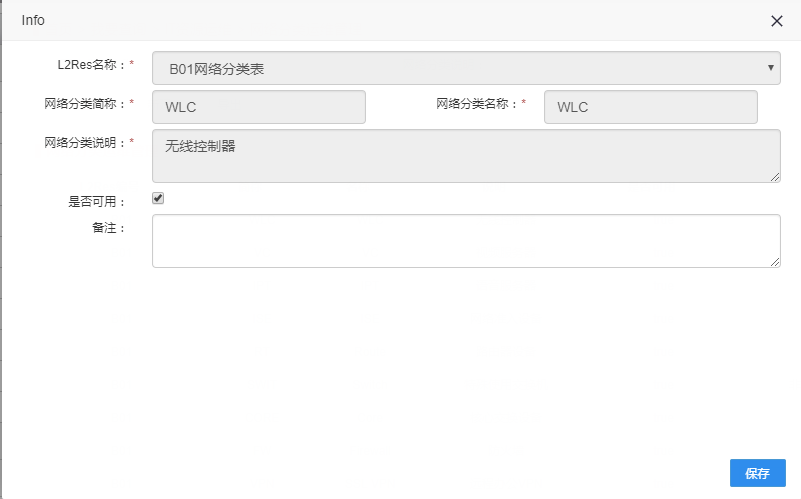 Info
L2Res名称：*
B01网络分类表
网络分类简称：* WLC 网络分类名称：* WLC
网络分类说明：* 无线控制器
是否可用：
备注：
保存